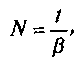 N = t/β,